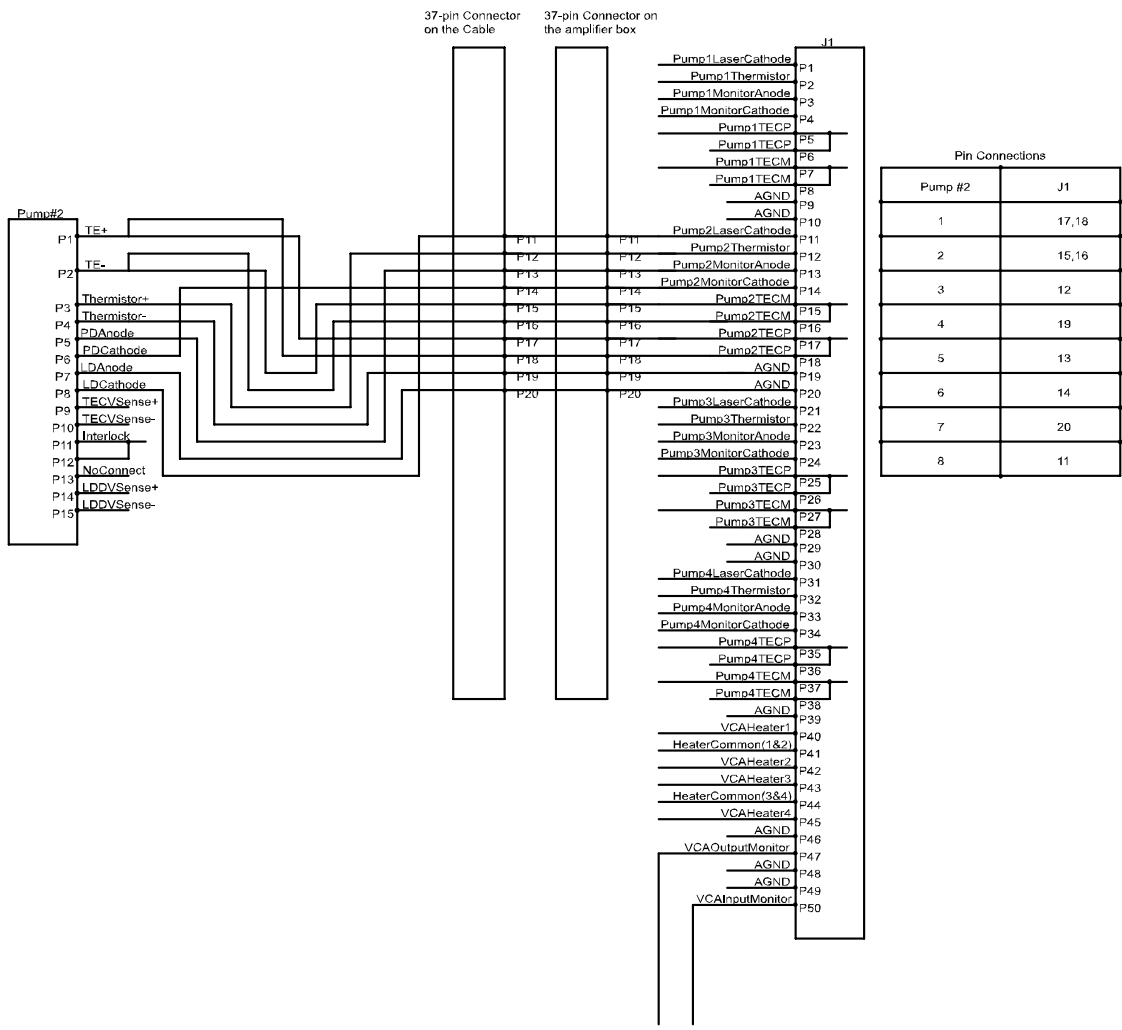 37-pin Connector
on the Cable
37-pin Connector on
the amplifier box
Pump#2
P1 TE+
P2 TE-
P3 Thermistor+
P4 Thermistor-
P5 PDAnode
P6 PDCathode
P7 LDAnode
P8 LDCathode
P9 TECVSense+
P10 TECVSense-
P11 Interlock
P12
P13 NoConnect
P14 LDDVSense+
P15 LDDVSense-
P11 P11
P12 P12
P13 P13
P14 P14
P15 P15
P16 P16
P17 P17
P18 P18
P19 P19
P20 P20
J1
Pump1LaserCathode P1
Pump1Thermistor P2
Pump1MonitorAnode P3
Pump1MonitorCathode P4
Pump1TECP P5
Pump1TECP P6
Pump1TECM P7
Pump1TECM P8
AGND P9
AGND P10
Pump2LaserCathode P11
Pump2Thermistor P12
Pump2MonitorAnode P13
Pump2MonitorCathode P14
Pump2TECM P15
Pump2TECM P16
Pump2TECP P17
Pump2TECP P18
AGND P19
AGND P20
Pump3LaserCathode P21
Pump3Thermistor P22
Pump3MonitorAnode P23
Pump3MonitorCathode P24
Pump3TECP P25
Pump3TECP P26
Pump3TECM P27
Pump3TECM P28
AGND P29
AGND P30
Pump4LaserCathode P31
Pump4Thermistor P32
Pump4MonitorAnode P33
Pump4MonitorCathode P34
Pump4TECP P35
Pump4TECP P36
Pump4TECM P37
Pump4TECM P38
AGND P39
VCAHeater1 P40
HeaterCommon(1&2) P41
VCAHeater2 P42
VCAHeater3 P43
HeaterCommon(3&4) P44
VCAHeater4 P45
AGND P46
VCAOutputMonitor P47
AGND P48
AGND P49
VCAInputMonitor P50
Pin Connections
Pump #2 J1
1 17,18
2 15,16
3 12
4 19
5 13
6 14
7 20
8 11